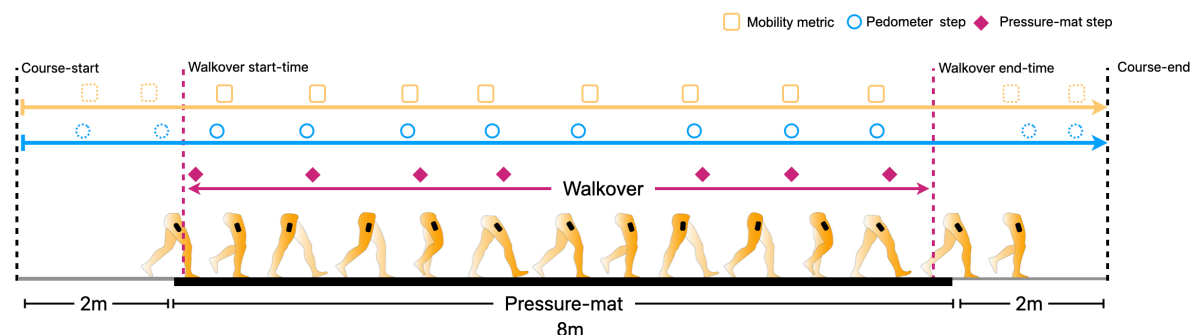 Mobility metric
Pedometer step
Pressure-mat step
Course-start
Walkover start-time
Walkover end-time
Course-end
Walkover
2m
Pressure-mat
2m
8m